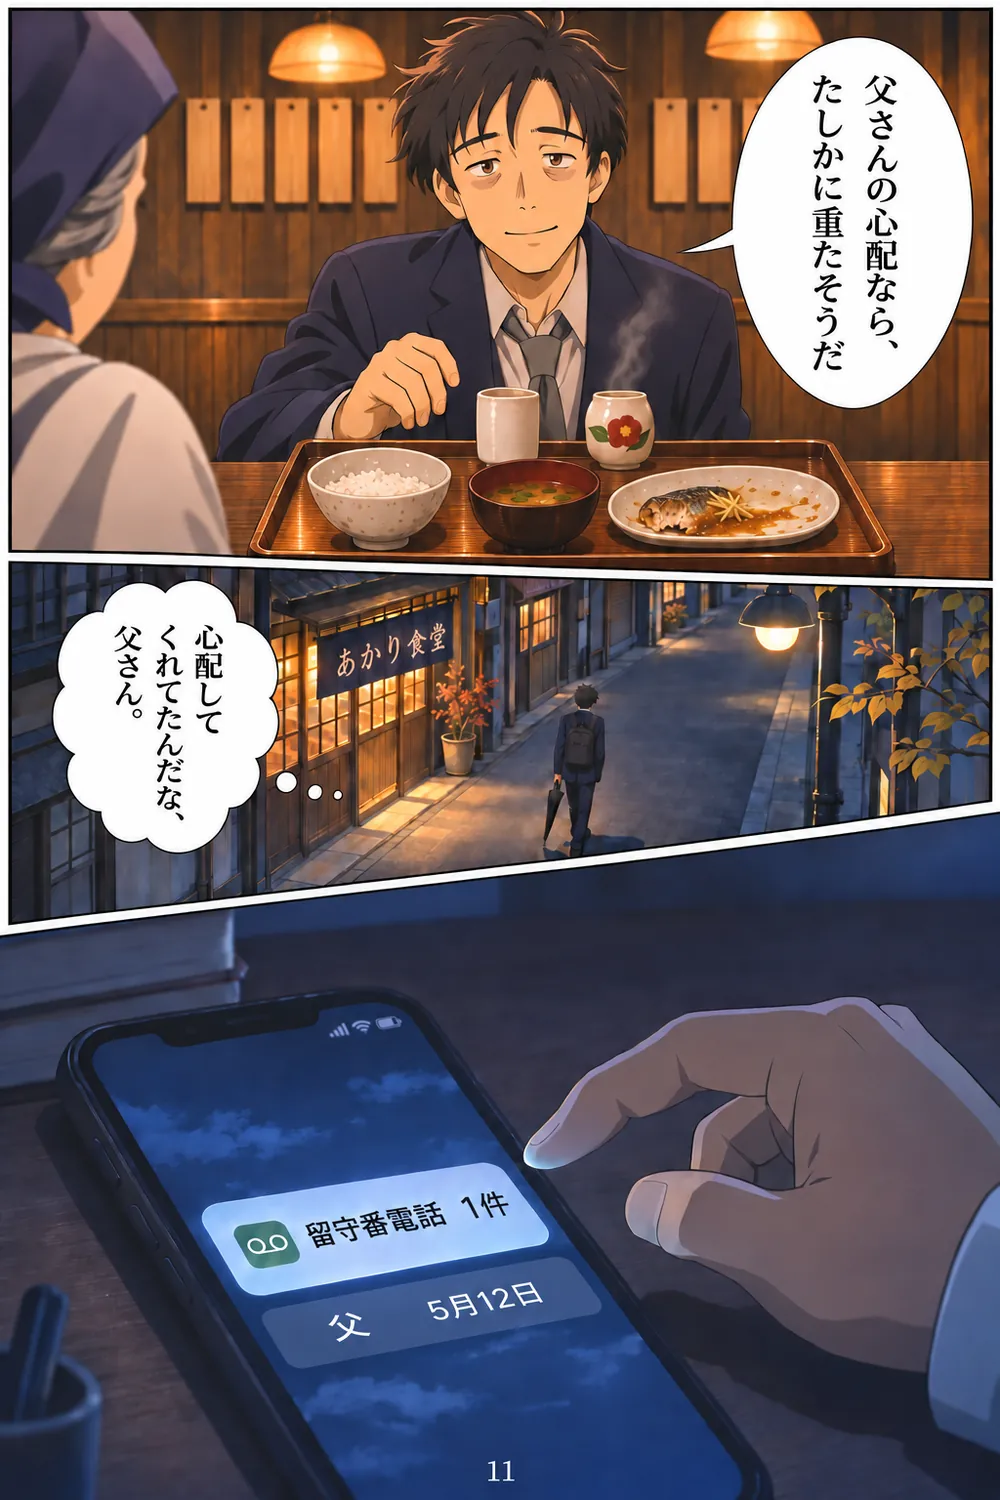 父さんの心配なら、
たしかに重たそうだ
心配して
くれてたんだな、
父さん。
あかり食堂
留守番電話 1件
父 5月12日
11